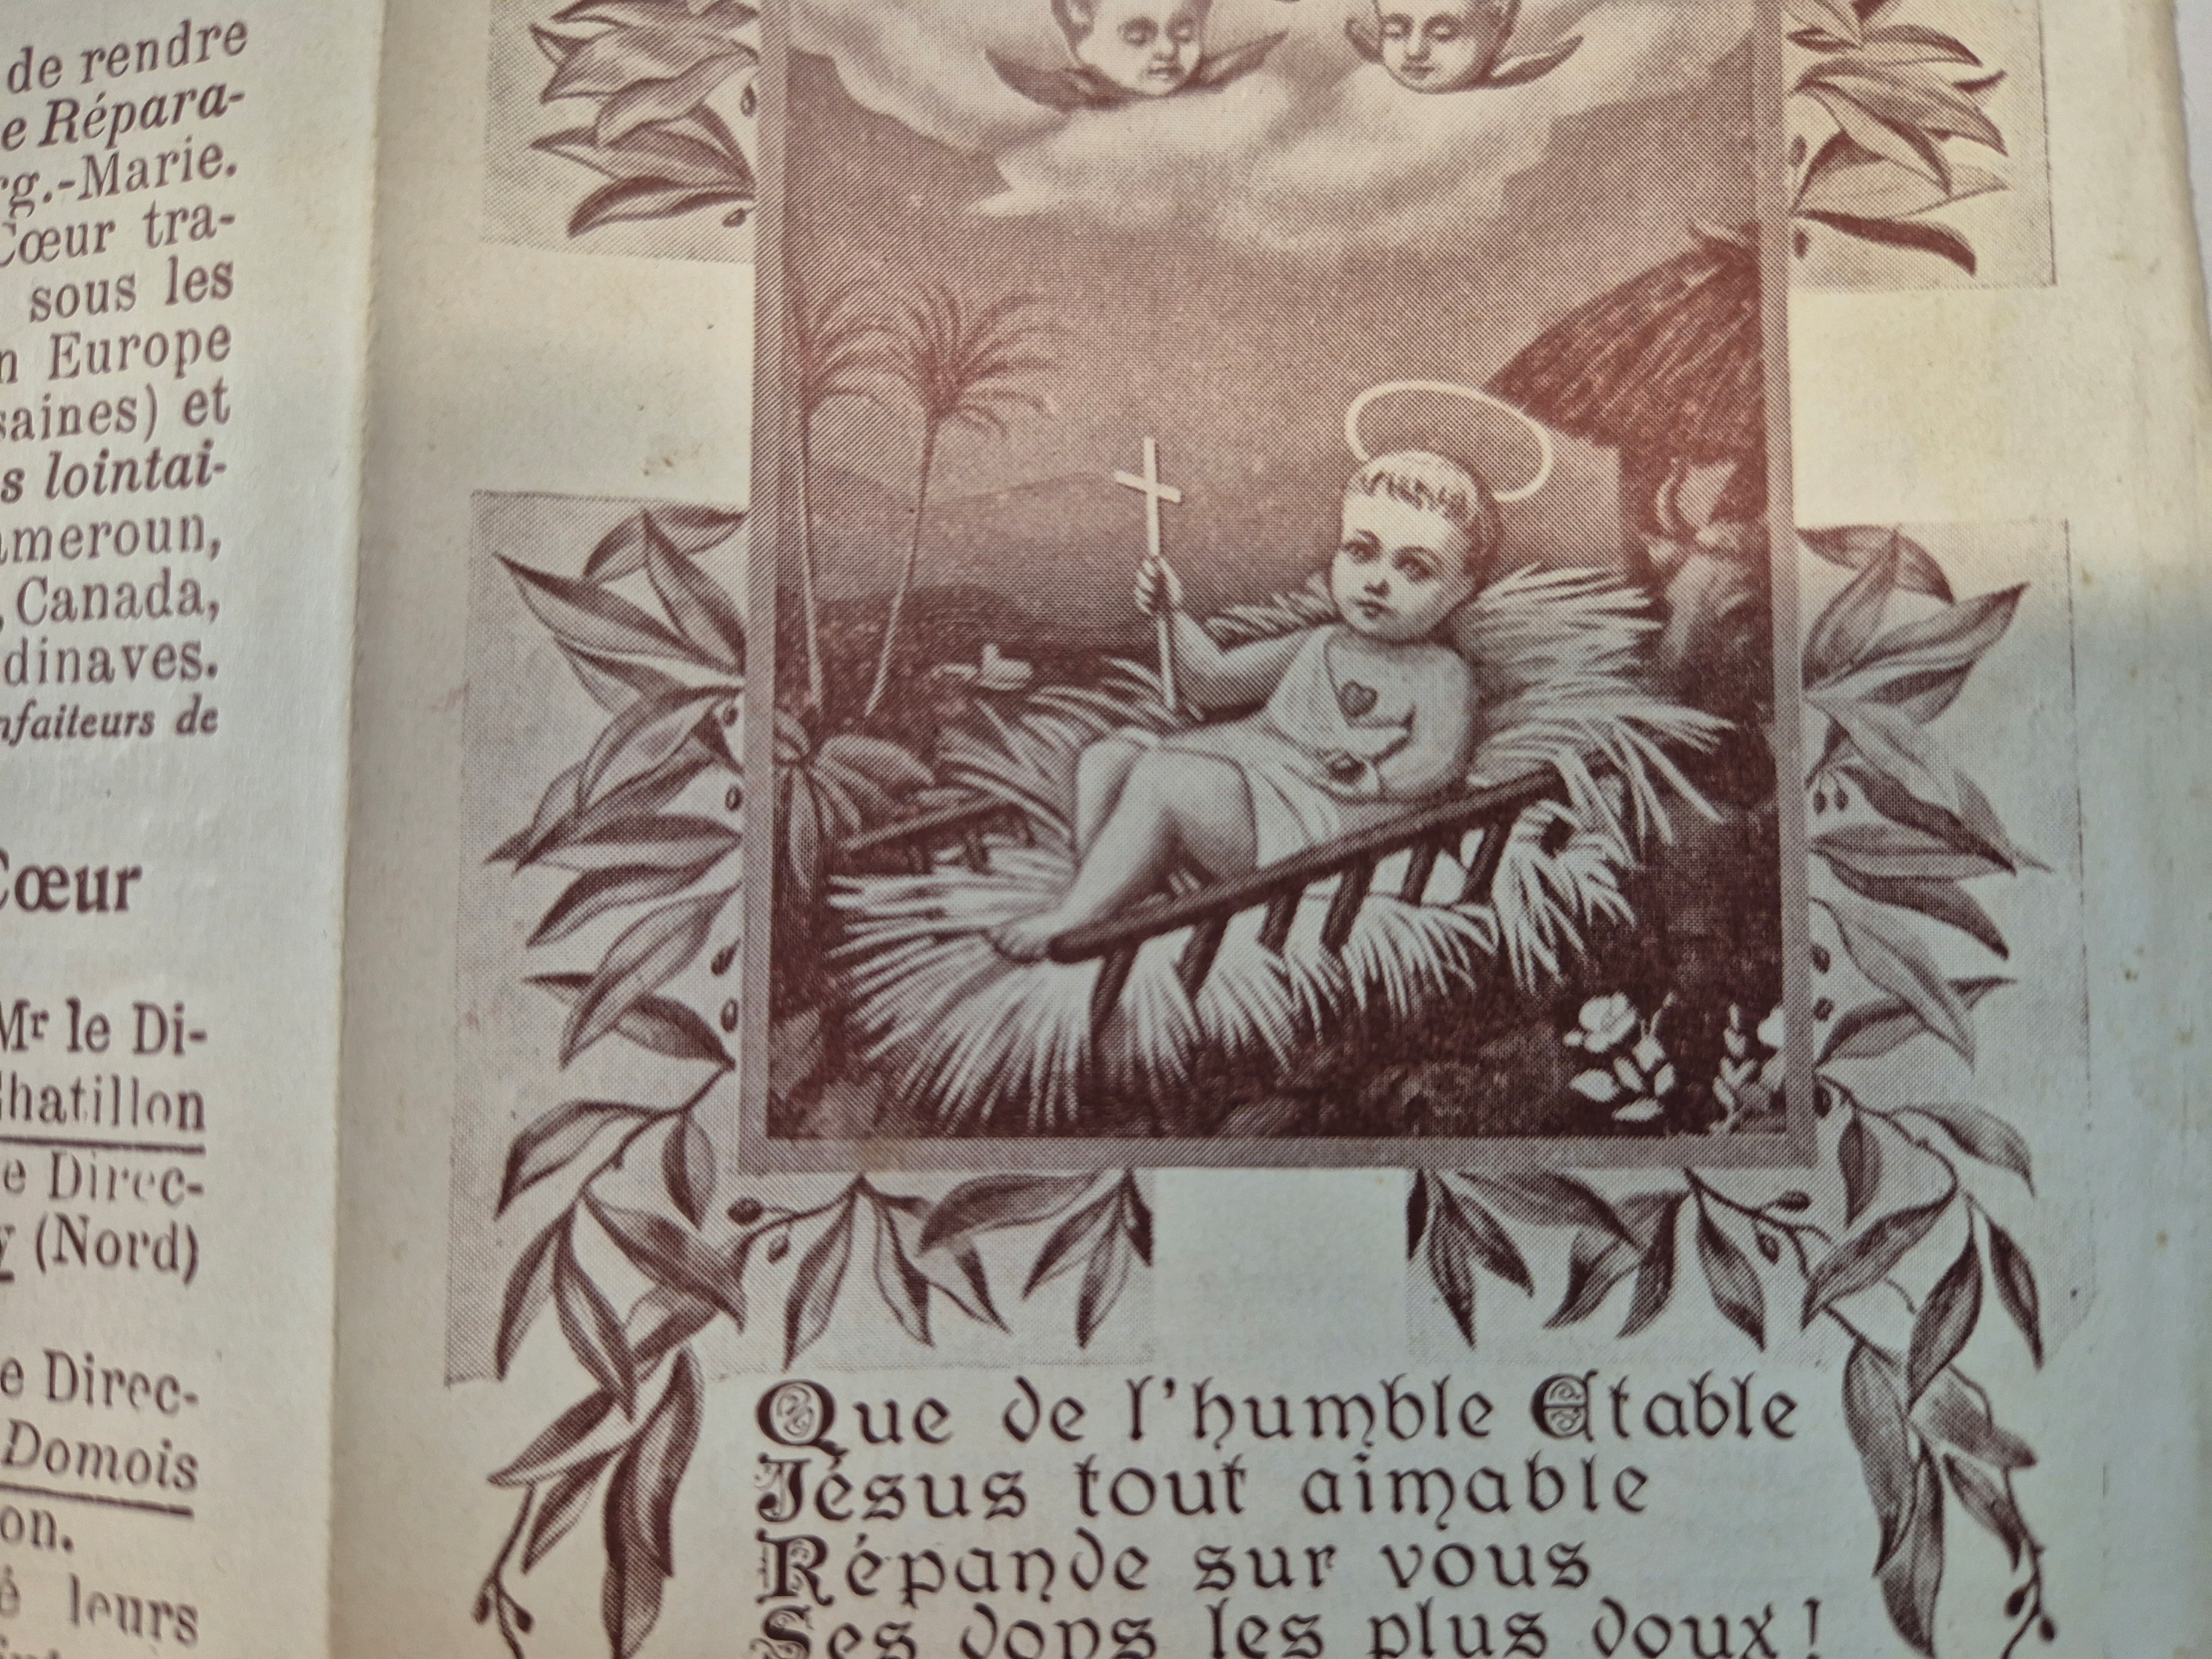 de rendre
e Répara-
rg.-Marie.
Cœur tra-
sous les
n Europe
saines) et
s lointai-
ameroun,
, Canada,
dinaves.
nfaiteurs de
Cœur
Mr le Di-
Chatillon
e Direc-
y (Nord)
e Direc-
Domois
on.
é leurs
Que de l'humble Etable
Jésus tout aimable
Répande sur vous
Ses dons les plus doux !